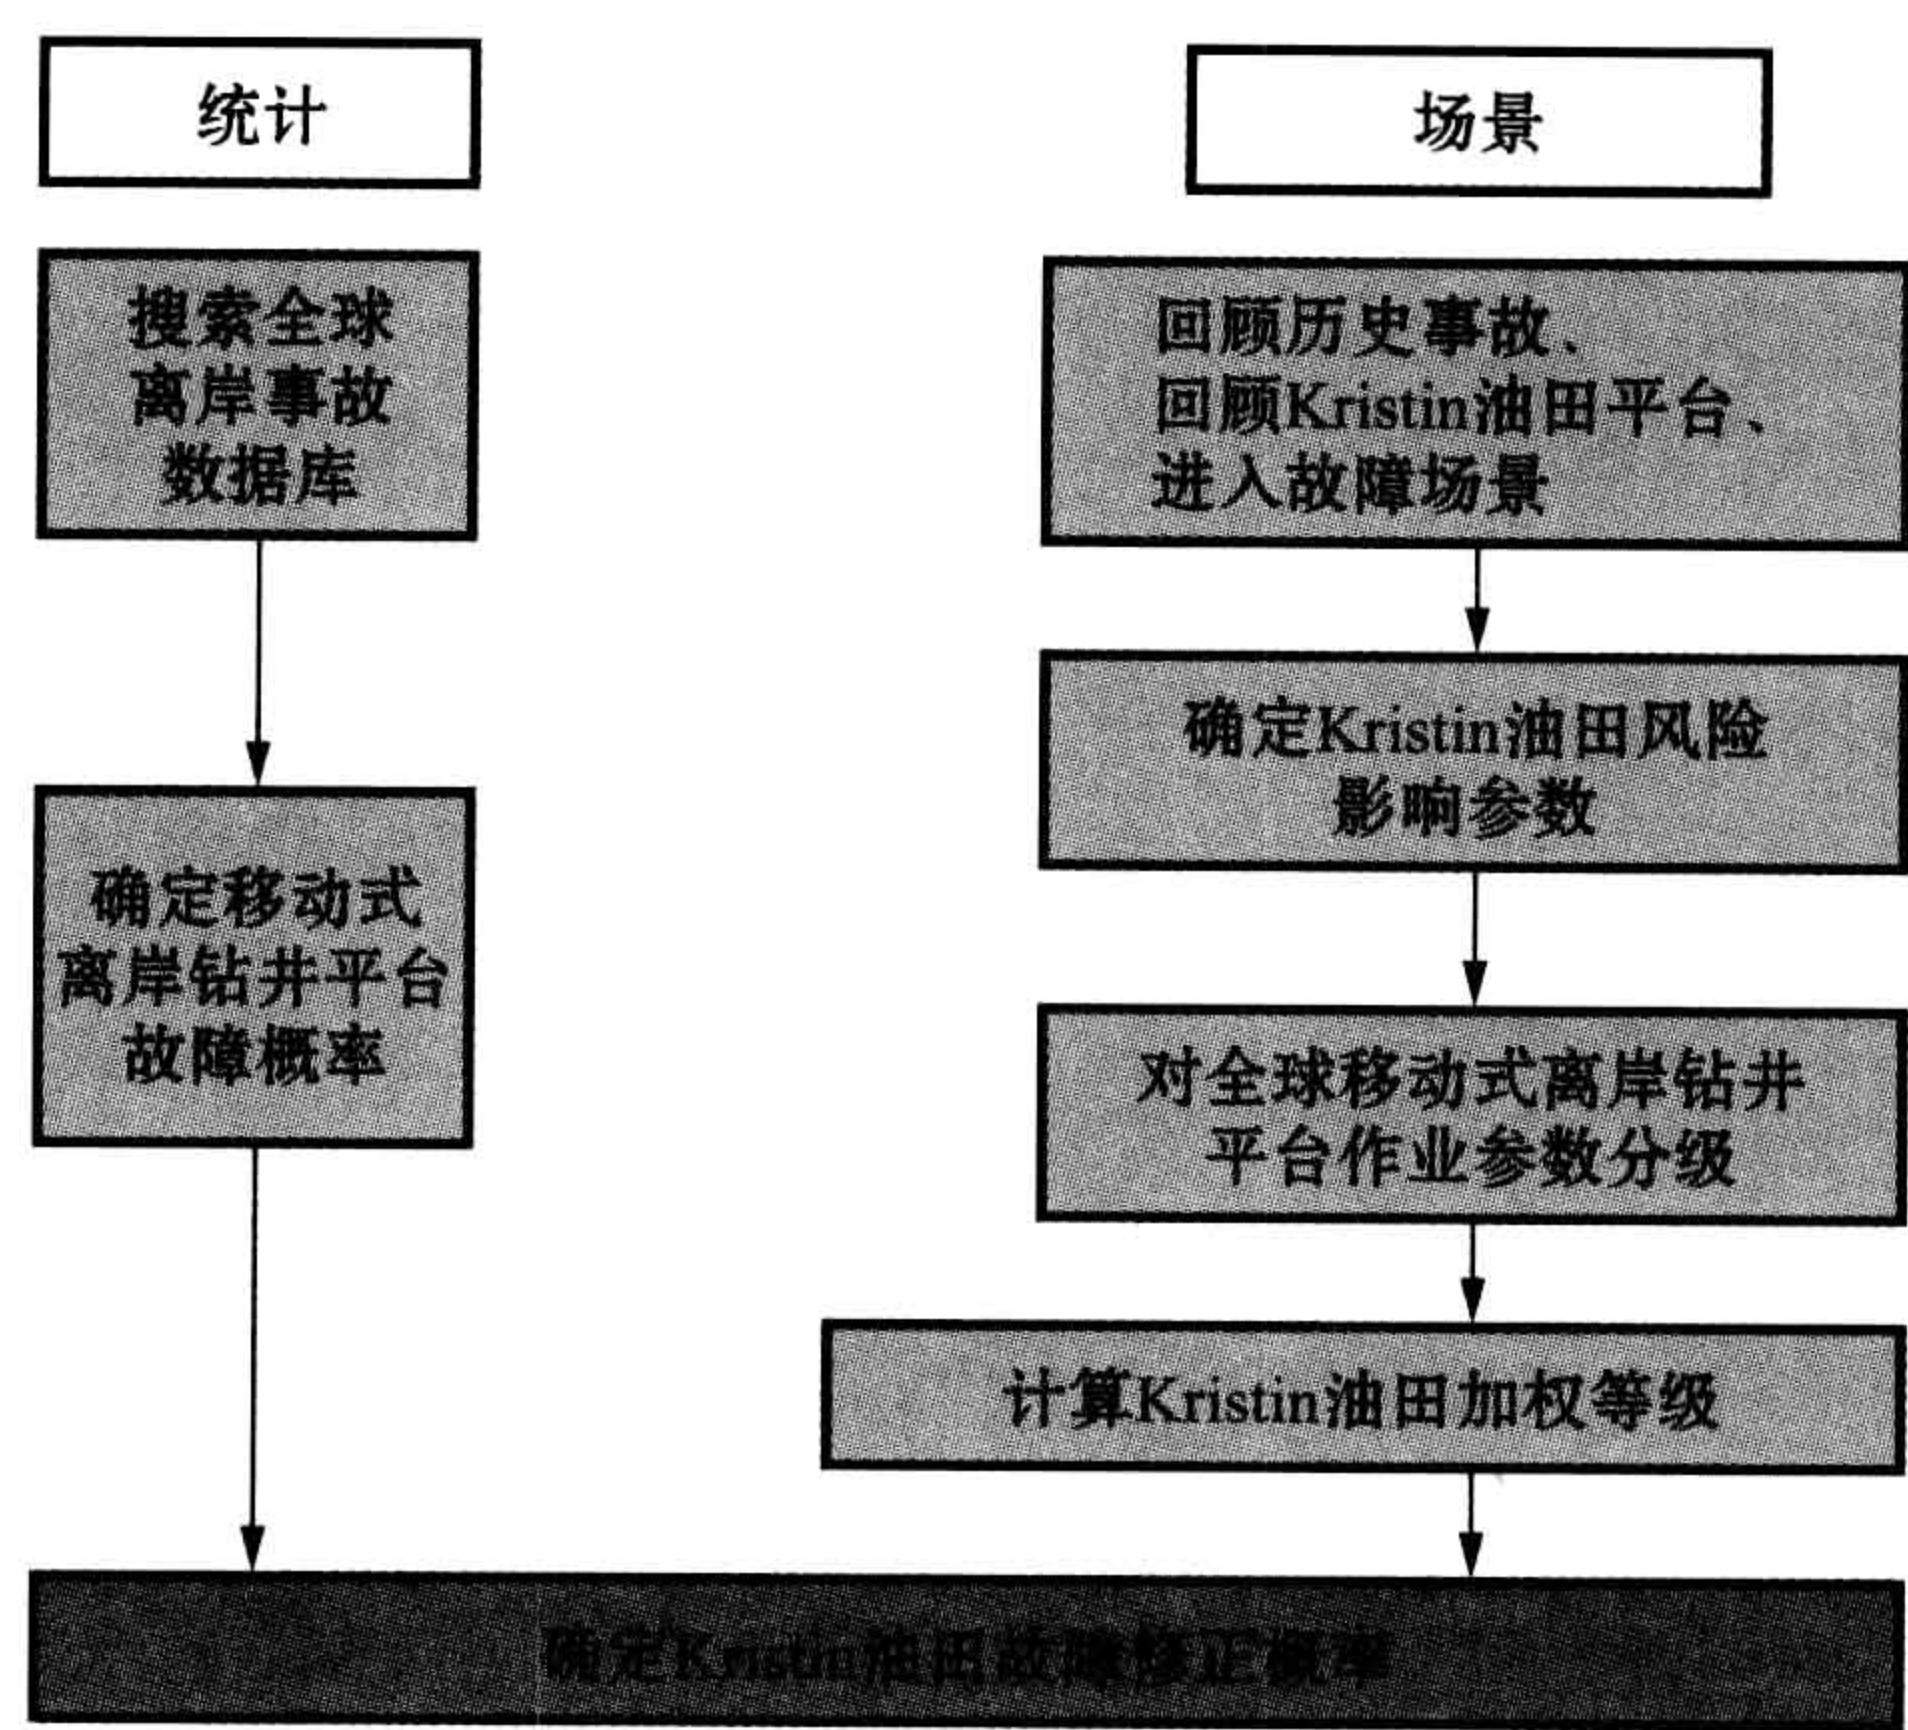 统计
搜索全球
离岸事故
数据库
确定移动式
离岸钻井平台
故障概率
场景
回顾历史事故、
回顾Kristin油田平台、
进入故障场景
确定Kristin油田风险
影响参数
对全球移动式离岸钻井
平台作业参数分级
计算Kristin油田加权等级
确定Kristin油田故障修正概率